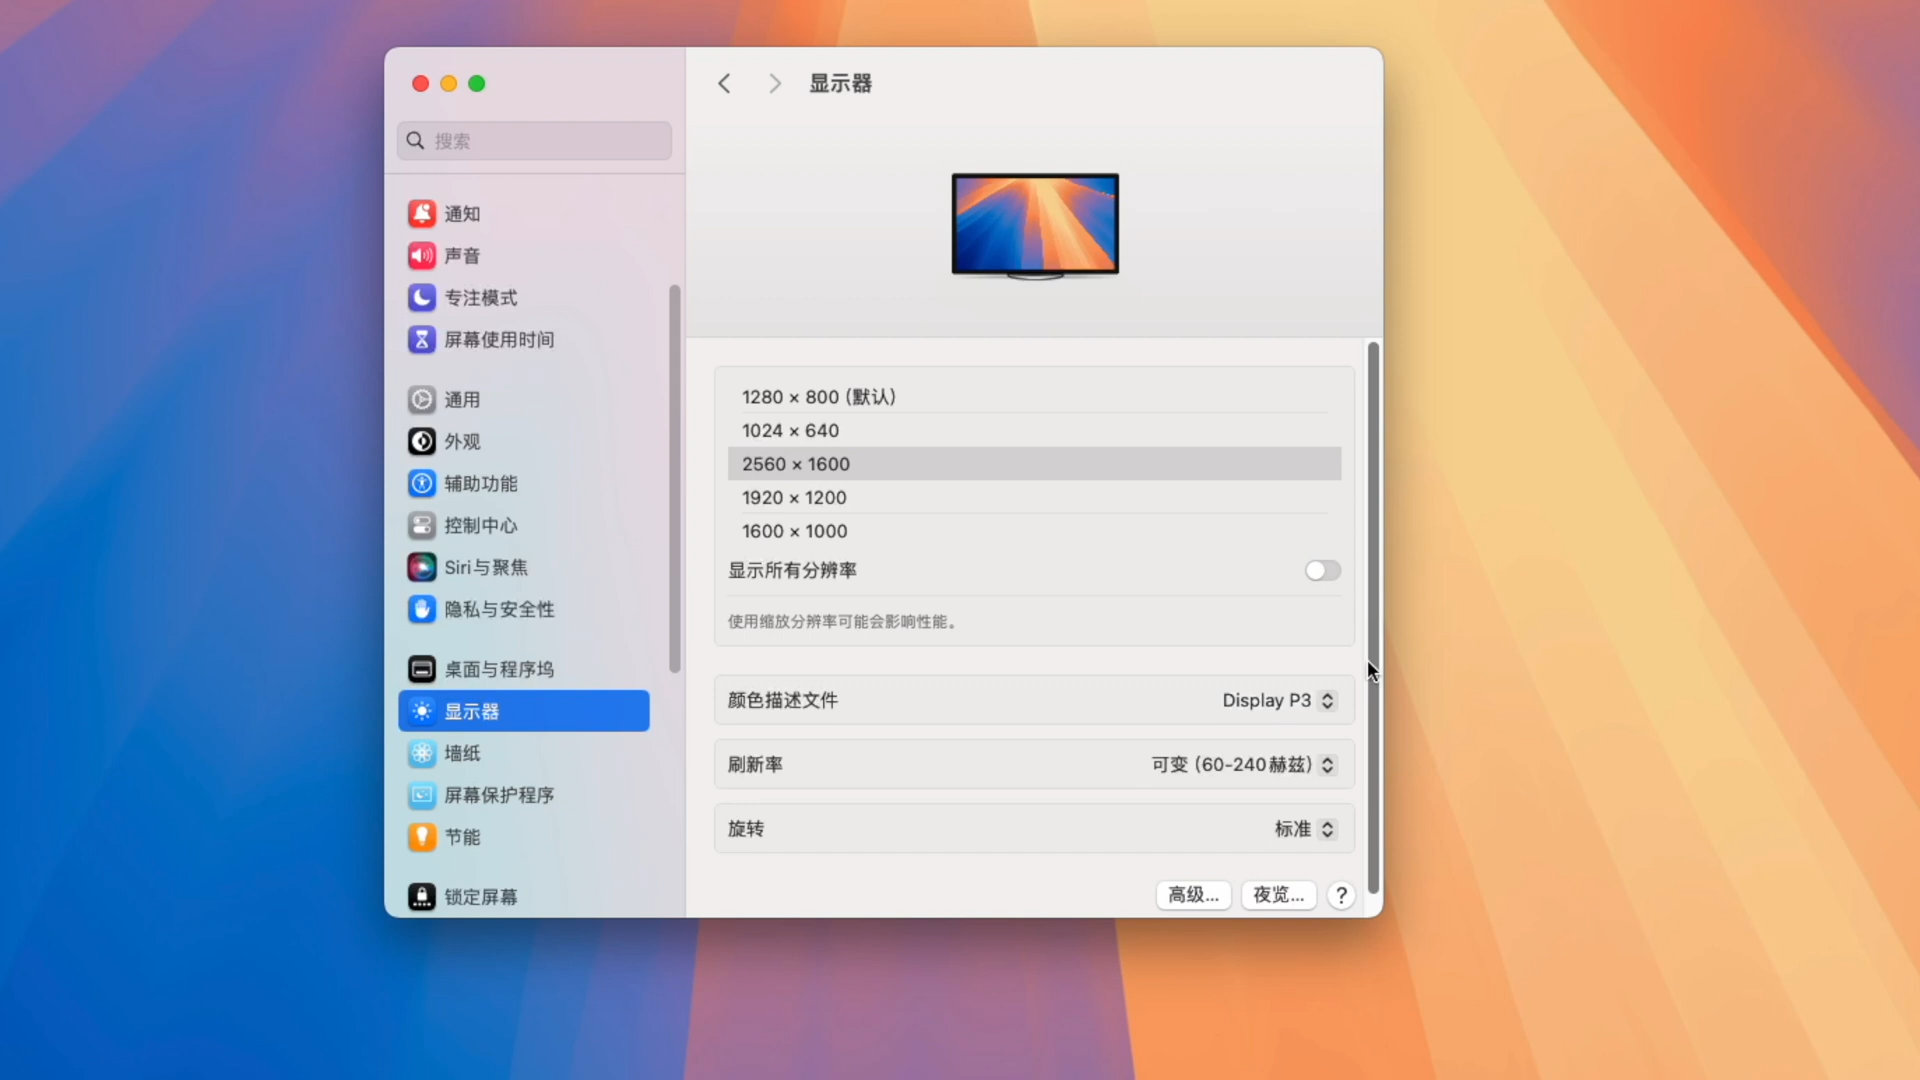 显示器
搜索
通知
声音
专注模式
屏幕使用时间
通用
外观
辅助功能
控制中心
Siri与聚焦
隐私与安全性
桌面与程序坞
显示器
墙纸
屏幕保护程序
节能
锁定屏幕
1280 × 800 (默认)
1024 × 640
2560 × 1600
1920 × 1200
1600 × 1000
显示所有分辨率
使用缩放分辨率可能会影响性能。
颜色描述文件 Display P3
刷新率 可变 (60-240赫兹)
旋转 标准
高级... 夜览... ?